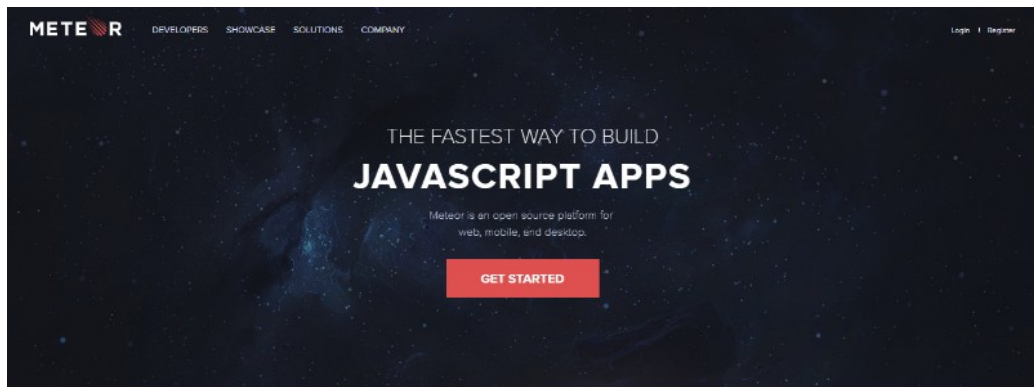 METEOR DEVELOPERS SHOWCASE SOLUTIONS COMPANY Login | Register
THE FASTEST WAY TO BUILD
JAVASCRIPT APPS
Meteor is an open source platform for
web, mobile, and desktop.
GET STARTED